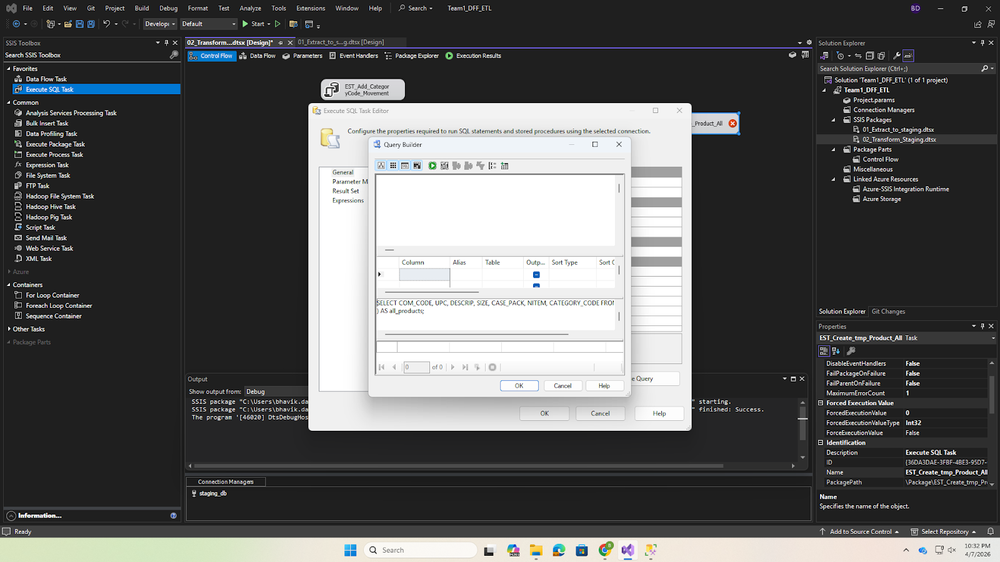 File Edit View Git Project Build Debug Format Test Analyze Tools Extensions Window Help Search Team1_DFF_ETL BD
Develop Default Start
SSIS Toolbox
Search SSIS Toolbox
Favorites
Data Flow Task
Execute SQL Task
Common
Analysis Services Processing Task
Bulk Insert Task
Data Profiling Task
Execute Package Task
Execute Process Task
Expression Task
File System Task
FTP Task
Hadoop File System Task
Hadoop Hive Task
Hadoop Pig Task
Script Task
Send Mail Task
Web Service Task
XML Task
Azure
Containers
For Loop Container
Foreach Loop Container
Sequence Container
Other Tasks
Package Parts
Information...
02_Transform...dtsx [Design]* 01_Extract_to_s...g.dtsx [Design]
Control Flow Data Flow Parameters Event Handlers Package Explorer Execution Results
EST_Add_Categor
yCode_Movement
_Product_All
Execute SQL Task Editor
Configure the properties required to run SQL statements and stored procedures using the selected connection.
General
Parameter M
Result Set
Expressions
Query Builder
Column Alias Table Outp... Sort Type Sort O
SELECT COM_CODE, UPC, DESCRIP, SIZE, CASE_PACK, NITEM, CATEGORY_CODE FROM
) AS all_products;
0 of 0
OK Cancel Help
e Query
OK Cancel Help
Output
Show output from: Debug
SSIS package "C:\Users\bhavik.da " starting.
SSIS package "C:\Users\bhavik.da " finished: Success.
The program '[46020] DtsDebugHos
Connection Managers
staging_db
Solution Explorer
Search Solution Explorer (Ctrl+;)
Solution 'Team1_DFF_ETL' (1 of 1 project)
Team1_DFF_ETL
Project.params
Connection Managers
SSIS Packages
01_Extract_to_staging.dtsx
02_Transform_Staging.dtsx
Package Parts
Control Flow
Miscellaneous
Linked Azure Resources
Azure-SSIS Integration Runtime
Azure Storage
Solution Explorer Git Changes
Properties
EST_Create_tmp_Product_All Task
DisableEventHandlers False
FailPackageOnFailure False
FailParentOnFailure False
MaximumErrorCount 1
Forced Execution Value
ForcedExecutionValue 0
ForcedExecutionValueType Int32
ForceExecutionValue False
Identification
Description Execute SQL Task
ID {36DA3DAE-3FBF-4BE3-95D7-
Name EST_Create_tmp_Product_All
PackagePath \Package\EST_Create_tmp_Pr
Name
Specifies the name of the object.
Ready Add to Source Control Select Repository
Search
10:32 PM
4/7/2026